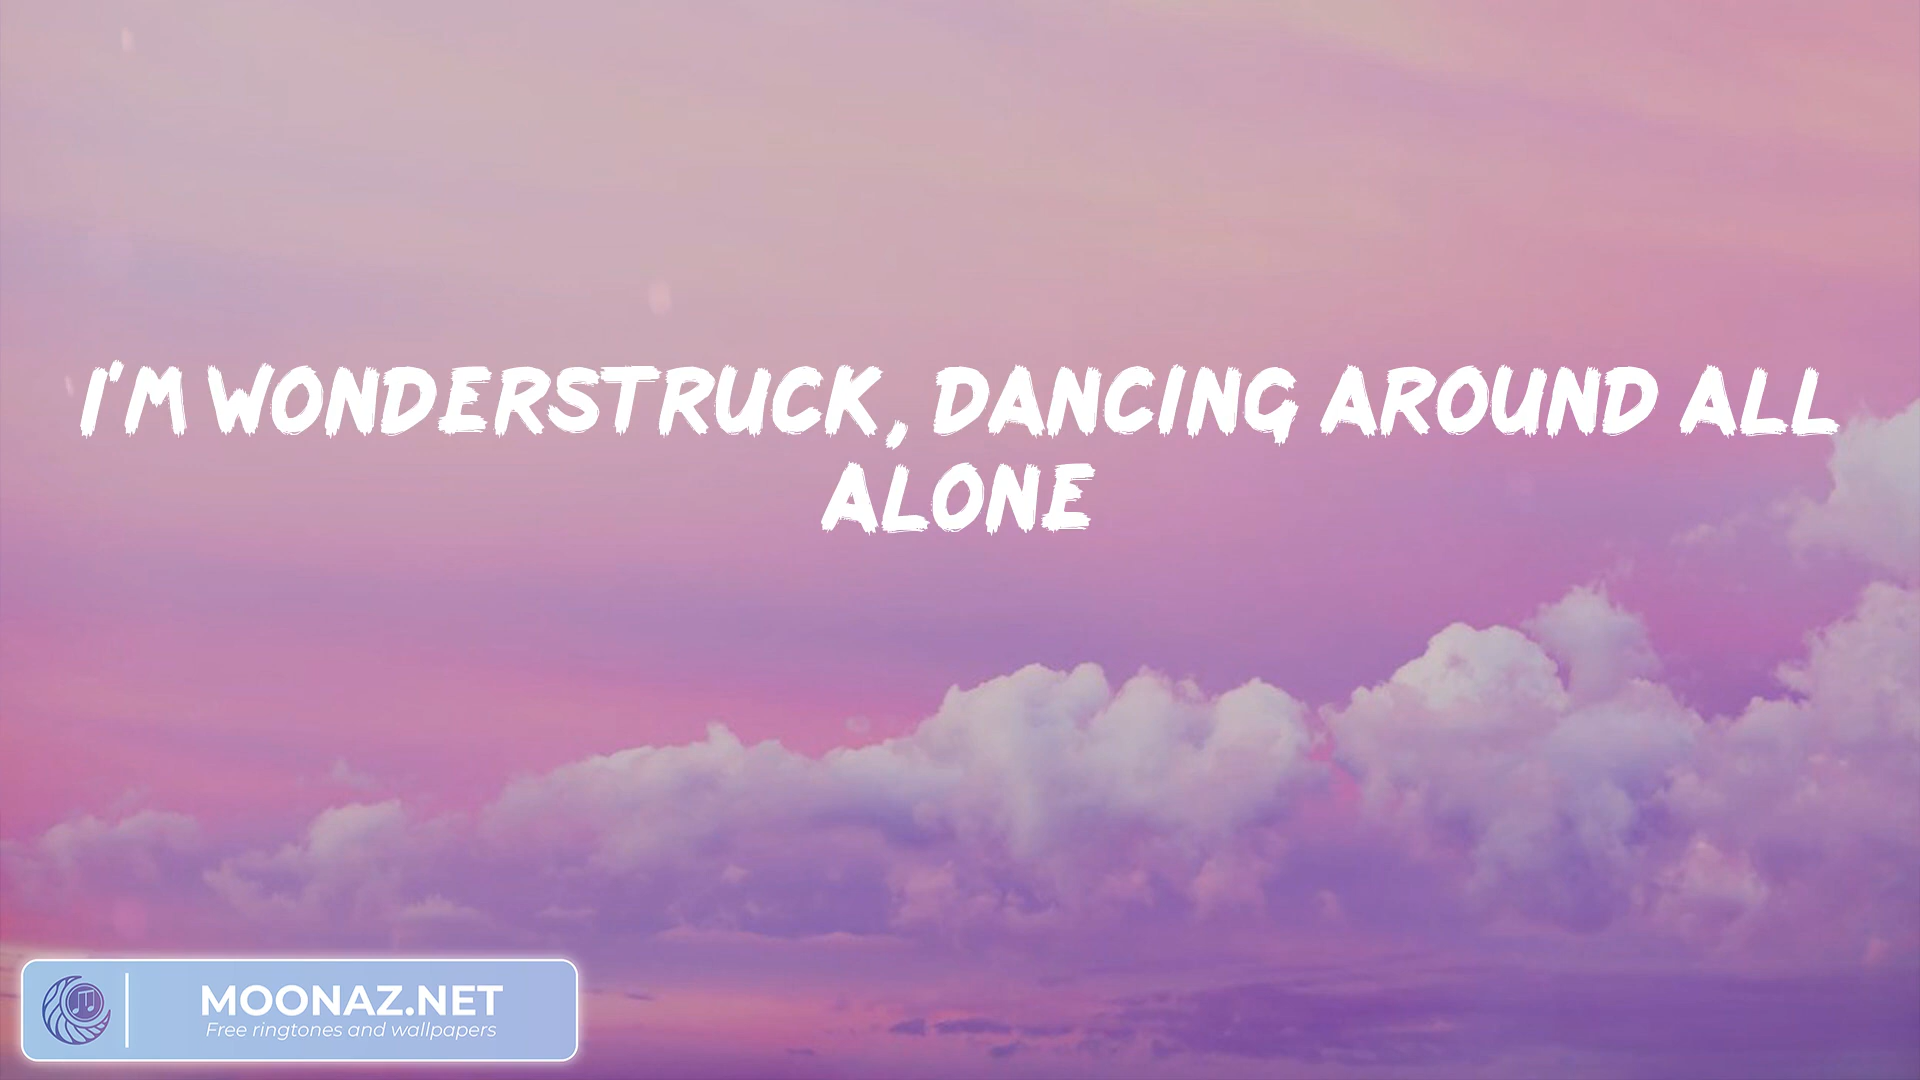 I'M WONDERSTRUCK, DANCING AROUND ALL
ALONE
MOONAZ.NET
Free ringtones and wallpapers